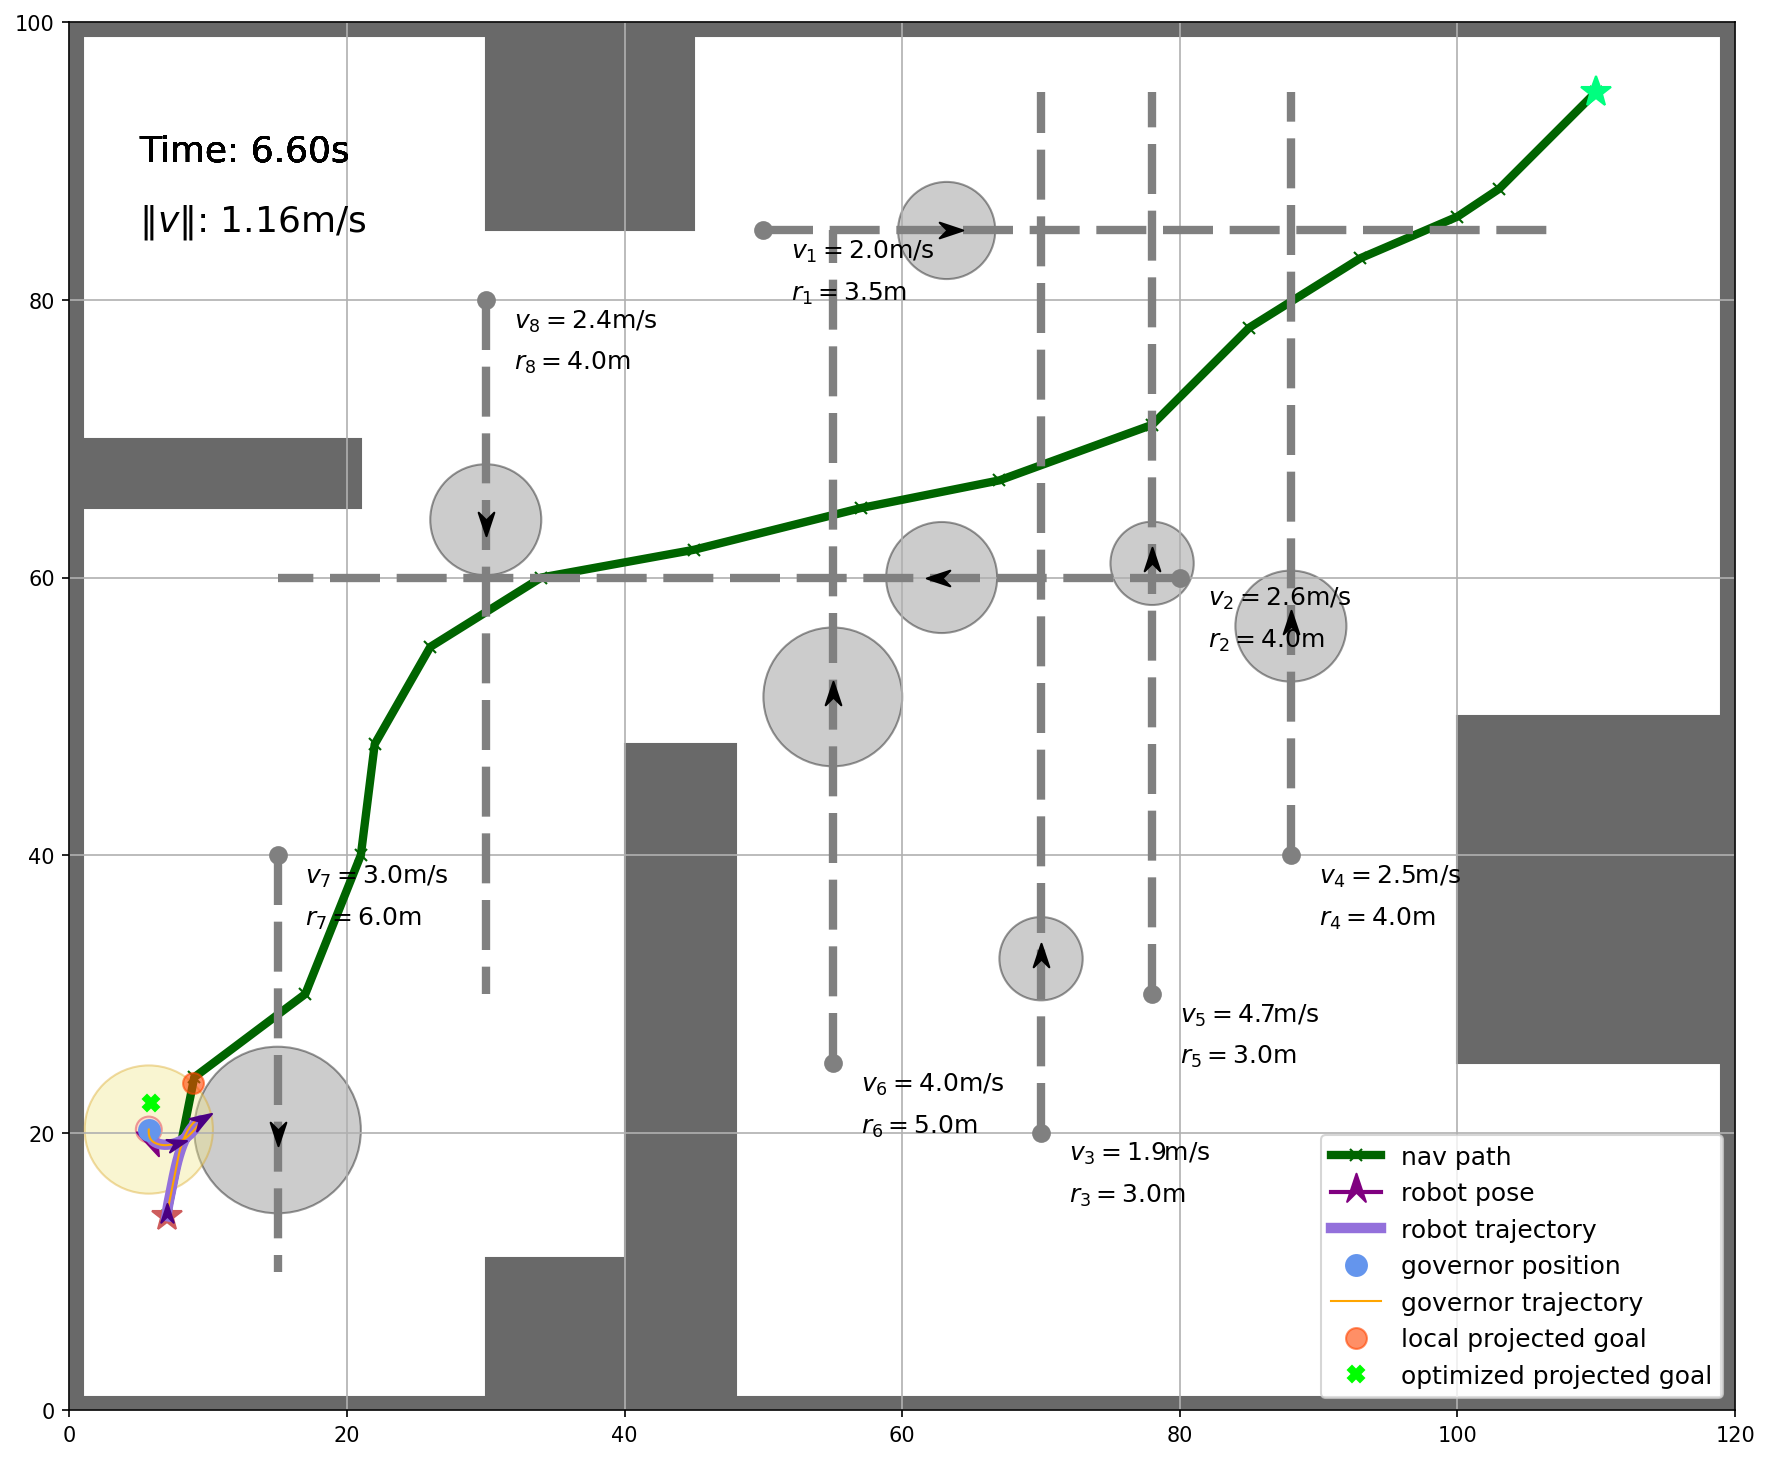 100
80
60
40
20
0
Time: 6.60s
‖v‖: 1.16m/s
v₁ = 2.0m/s
r₁ = 3.5m
v₈ = 2.4m/s
r₈ = 4.0m
v₂ = 2.6m/s
r₂ = 4.0m
v₇ = 3.0m/s
r₇ = 6.0m
v₄ = 2.5m/s
r₄ = 4.0m
v₅ = 4.7m/s
r₅ = 3.0m
v₆ = 4.0m/s
r₆ = 5.0m
v₃ = 1.9m/s
r₃ = 3.0m
nav path
robot pose
robot trajectory
governor position
governor trajectory
local projected goal
optimized projected goal
0 20 40 60 80 100 120